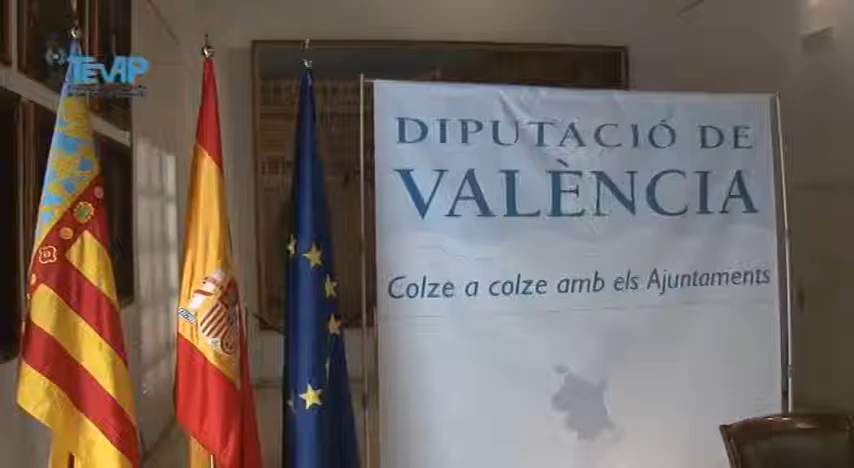 TEVAP
DIPUTACIÓ DE
VALÈNCIA
Colze a colze amb els Ajuntaments